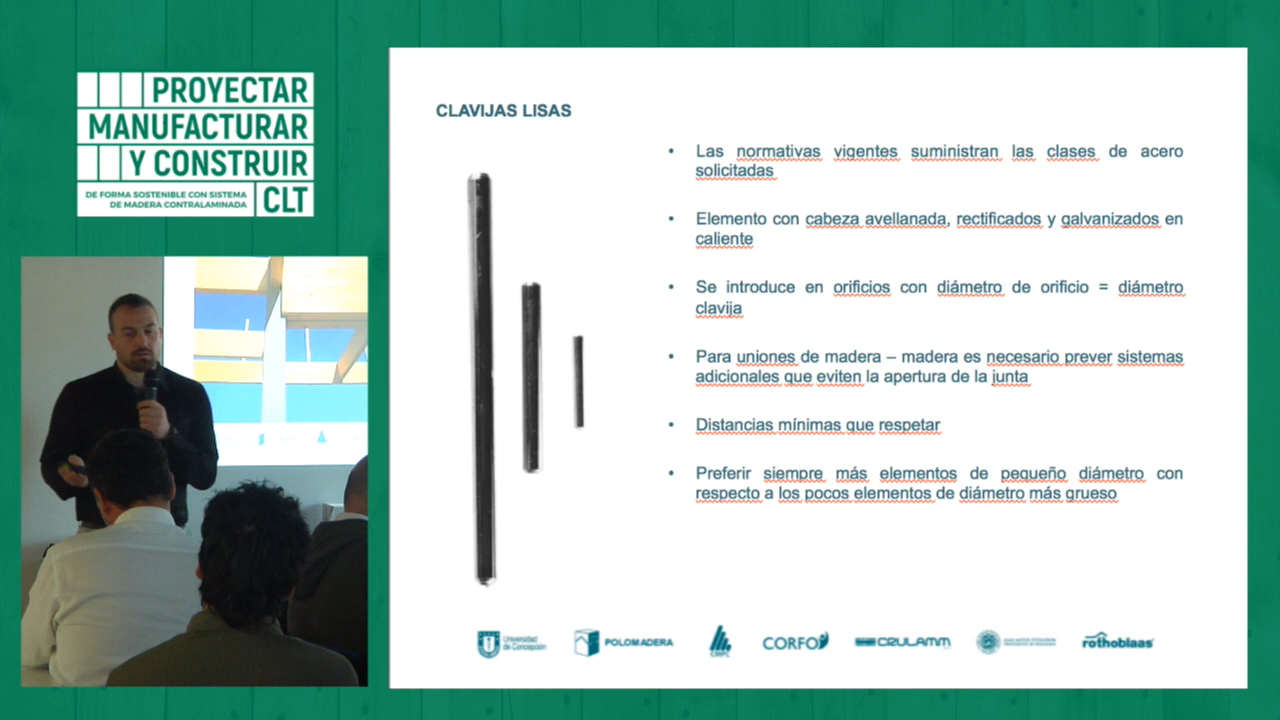 PROYECTAR
MANUFACTURAR
Y CONSTRUIR
DE FORMA SOSTENIBLE CON SISTEMA
DE MADERA CONTRALAMINADA
CLT
CLAVIJAS LISAS
• Las normativas vigentes suministran las clases de acero
solicitadas
• Elemento con cabeza avellanada, rectificados y galvanizados en
caliente
• Se introduce en orificios con diámetro de orificio = diámetro
clavija
• Para uniones de madera – madera es necesario prever sistemas
adicionales que eviten la apertura de la junta
• Distancias mínimas que respetar
• Preferir siempre más elementos de pequeño diámetro con
respecto a los pocos elementos de diámetro más grueso
Universidad
de Concepción
POLOMADERA
CMPC
CORFO
CRULAMM
rothoblaas